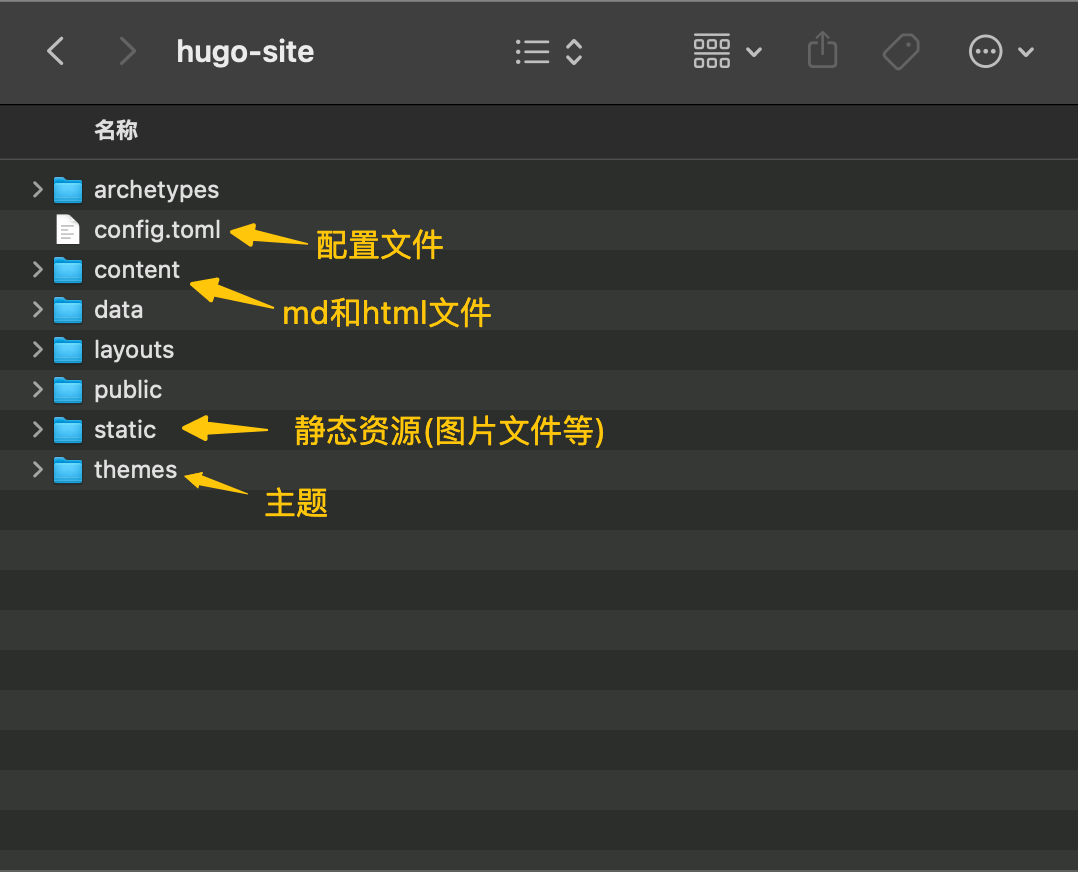 hugo-site
名称
archetypes
config.toml
配置文件
content
md和html文件
data
layouts
public
static
静态资源(图片文件等)
themes
主题